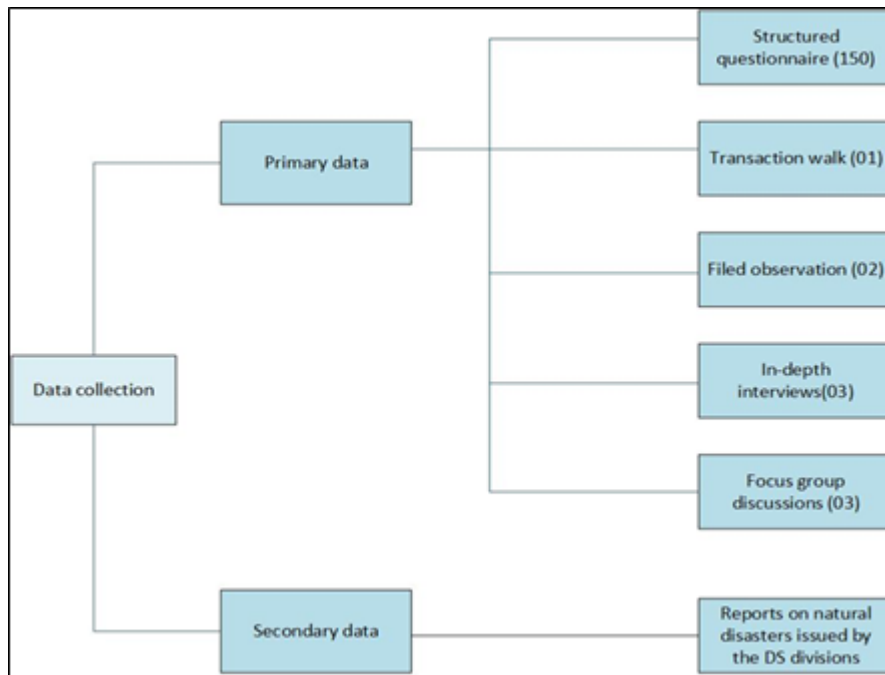 Structured
questionnaire (150)
Primary data
Transaction walk (01)
Filed observation (02)
Data collection
In-depth
interviews(03)
Focus group
discussions (03)
Secondary data
Reports on natural
disasters issued by
the DS divisions